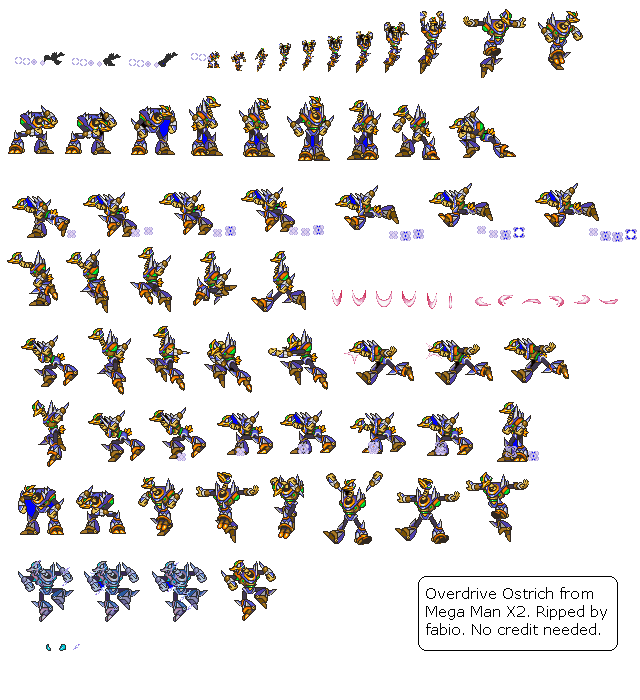 Overdrive Ostrich from
Mega Man X2. Ripped by
fabio. No credit needed.